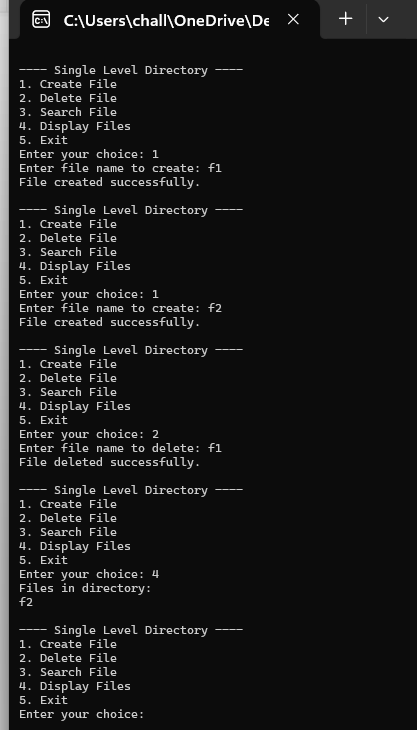 C:\Users\chall\OneDrive\De
---- Single Level Directory ----
1. Create File
2. Delete File
3. Search File
4. Display Files
5. Exit
Enter your choice: 1
Enter file name to create: f1
File created successfully.
---- Single Level Directory ----
1. Create File
2. Delete File
3. Search File
4. Display Files
5. Exit
Enter your choice: 1
Enter file name to create: f2
File created successfully.
---- Single Level Directory ----
1. Create File
2. Delete File
3. Search File
4. Display Files
5. Exit
Enter your choice: 2
Enter file name to delete: f1
File deleted successfully.
---- Single Level Directory ----
1. Create File
2. Delete File
3. Search File
4. Display Files
5. Exit
Enter your choice: 4
Files in directory:
f2
---- Single Level Directory ----
1. Create File
2. Delete File
3. Search File
4. Display Files
5. Exit
Enter your choice: